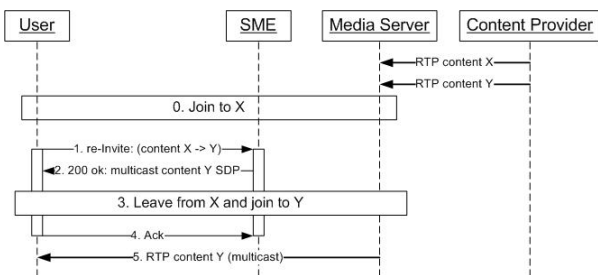 User SME Media Server Content Provider
RTP content X
RTP content Y
0. Join to X
1. re-Invite: (content X -> Y)
2. 200 ok: multicast content Y SDP
3. Leave from X and join to Y
4. Ack
5. RTP content Y (multicast)